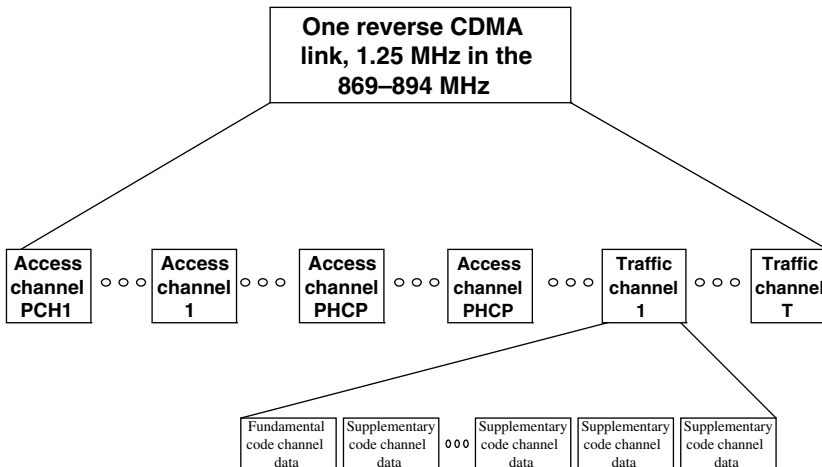 One reverse CDMA
link, 1.25 MHz in the
869–894 MHz
Access
channel
PCH1
Access
channel
1
Access
channel
PHCP
Access
channel
PHCP
Traffic
channel
1
Traffic
channel
T
Fundamental
code channel
data
Supplementary
code channel
data
Supplementary
code channel
data
Supplementary
code channel
data
Supplementary
code channel
data